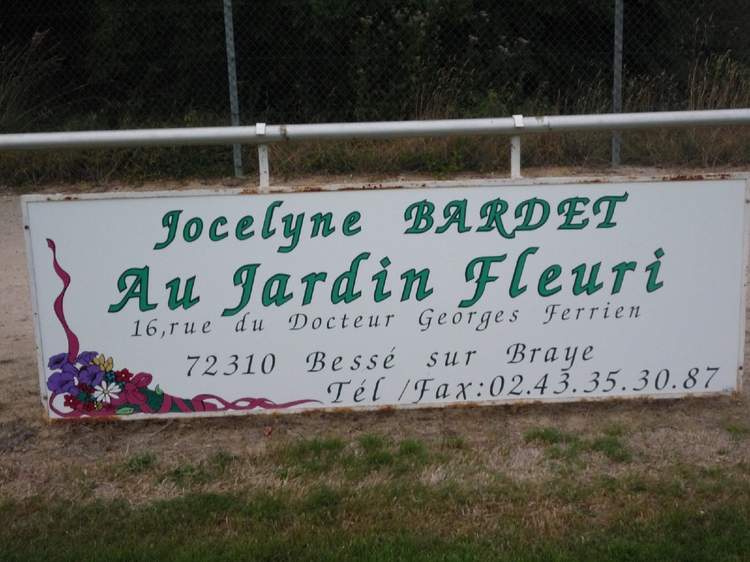 Jocelyne BARDET
Au Jardin Fleuri
16,rue du Docteur Georges Ferrien
72310 Bessé sur Braye
Tél /Fax:02.43.35.30.87